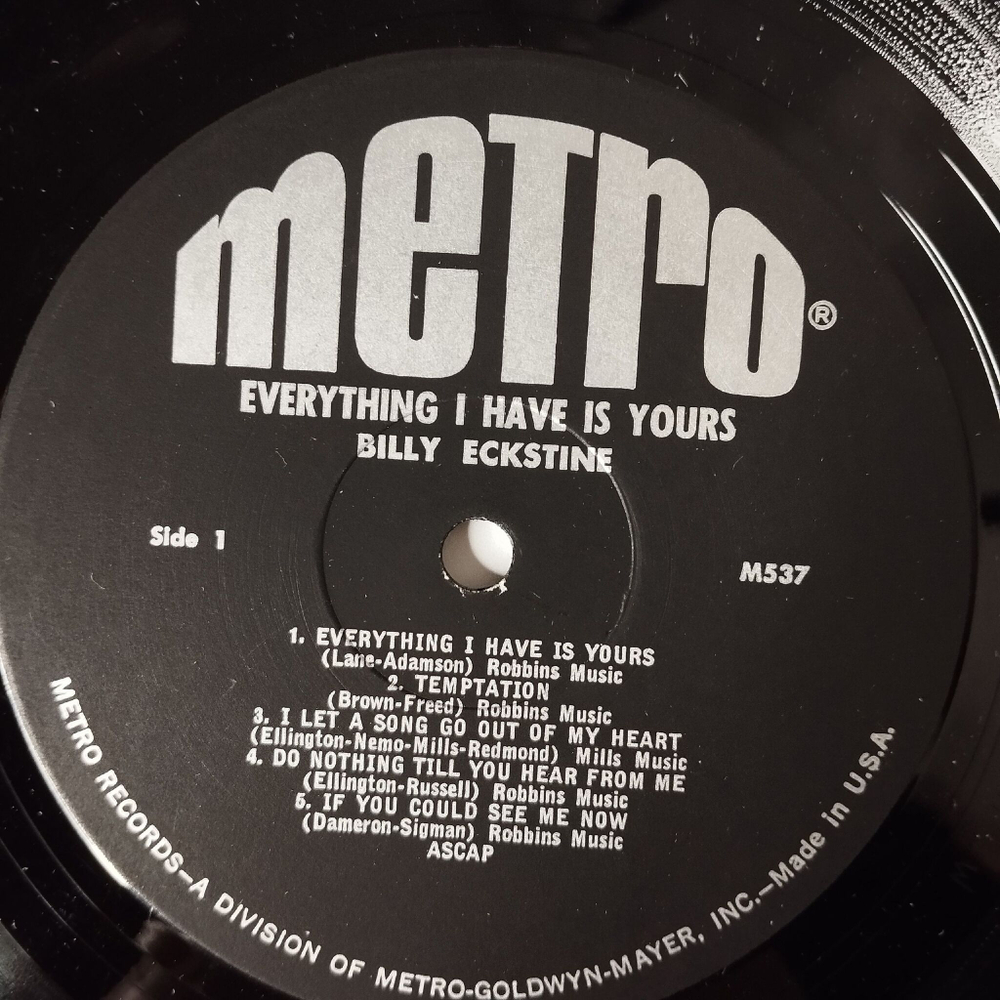 metro®
EVERYTHING I HAVE IS YOURS
BILLY ECKSTINE
Side 1
M537
1. EVERYTHING I HAVE IS YOURS
(Lane-Adamson) Robbins Music
2. TEMPTATION
(Brown-Freed) Robbins Music
3. I LET A SONG GO OUT OF MY HEART
(Ellington-Nemo-Mills-Redmond) Mills Music
4. DO NOTHING TILL YOU HEAR FROM ME
(Ellington-Russell) Robbins Music
5. IF YOU COULD SEE ME NOW
(Dameron-Sigman) Robbins Music
ASCAP
METRO RECORDS—A DIVISION OF METRO-GOLDWYN-MAYER, INC.—Made in U.S.A.